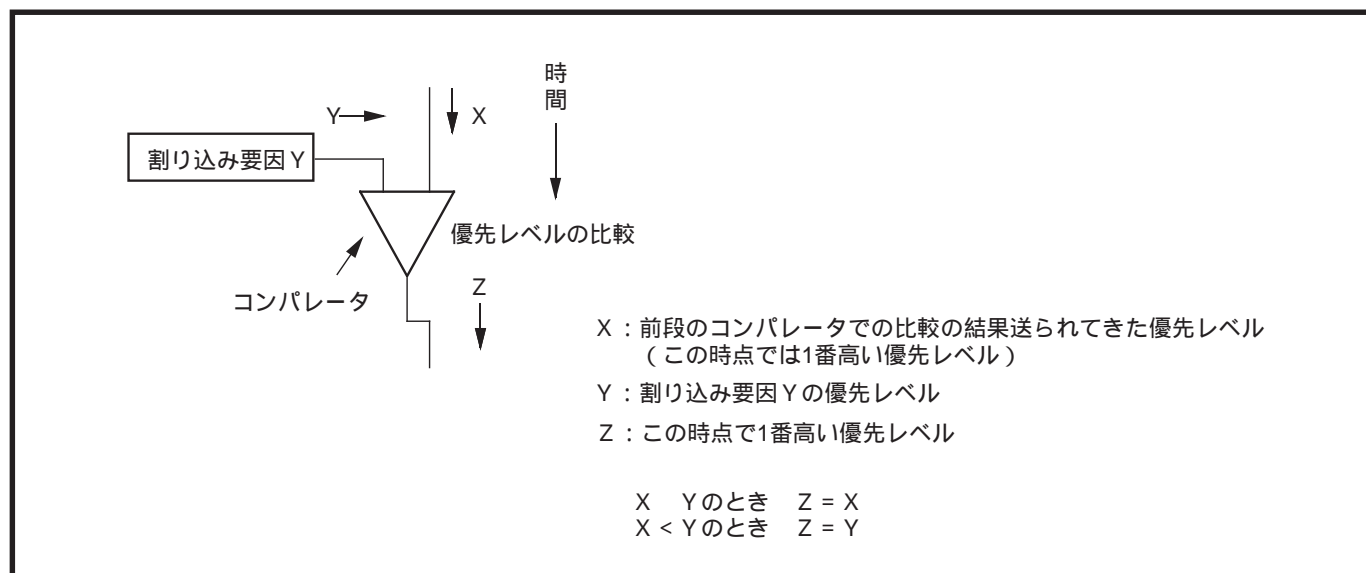 時間
Y
X
割り込み要因Y
優先レベルの比較
コンパレータ
Z
X:前段のコンパレータでの比較の結果送られてきた優先レベル
(この時点では1番高い優先レベル)
Y:割り込み要因Yの優先レベル
Z:この時点で1番高い優先レベル
X Yのとき Z = X
X < Yのとき Z = Y